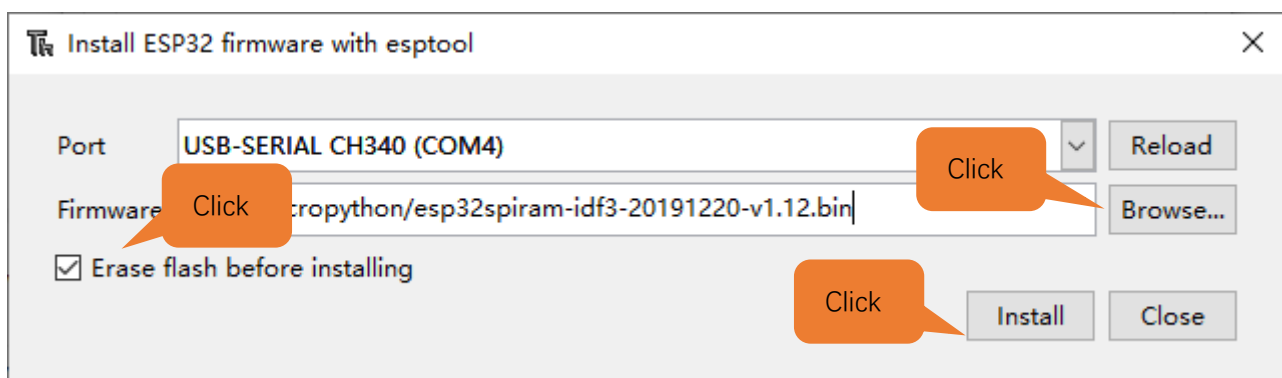 Install ESP32 firmware with esptool
Port USB-SERIAL CH340 (COM4) Reload
Click
Click
Firmware cropython/esp32spiram-idf3-20191220-v1.12.bin Browse...
Erase flash before installing
Click
Install Close